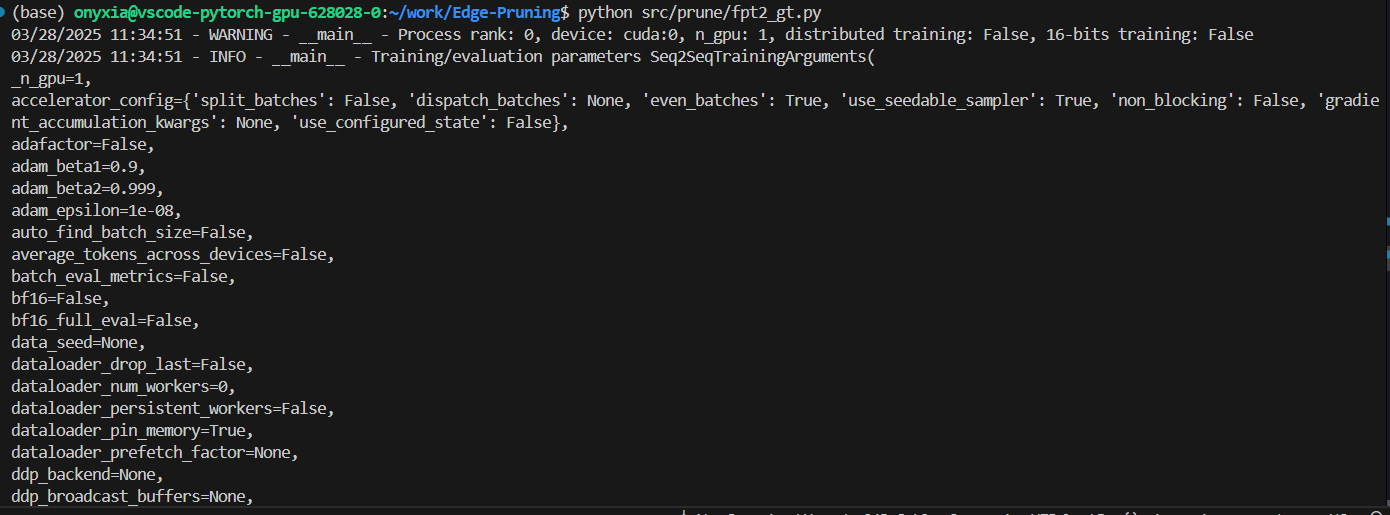 (base) onyxia@vscode-pytorch-gpu-628028-0:~/work/Edge-Pruning$ python src/prune/fpt2_gt.py
03/28/2025 11:34:51 - WARNING - __main__ - Process rank: 0, device: cuda:0, n_gpu: 1, distributed training: False, 16-bits training: False
03/28/2025 11:34:51 - INFO - __main__ - Training/evaluation parameters Seq2SeqTrainingArguments(
_n_gpu=1,
accelerator_config={'split_batches': False, 'dispatch_batches': None, 'even_batches': True, 'use_seedable_sampler': True, 'non_blocking': False, 'gradie
nt_accumulation_kwargs': None, 'use_configured_state': False},
adafactor=False,
adam_beta1=0.9,
adam_beta2=0.999,
adam_epsilon=1e-08,
auto_find_batch_size=False,
average_tokens_across_devices=False,
batch_eval_metrics=False,
bf16=False,
bf16_full_eval=False,
data_seed=None,
dataloader_drop_last=False,
dataloader_num_workers=0,
dataloader_persistent_workers=False,
dataloader_pin_memory=True,
dataloader_prefetch_factor=None,
ddp_backend=None,
ddp_broadcast_buffers=None,